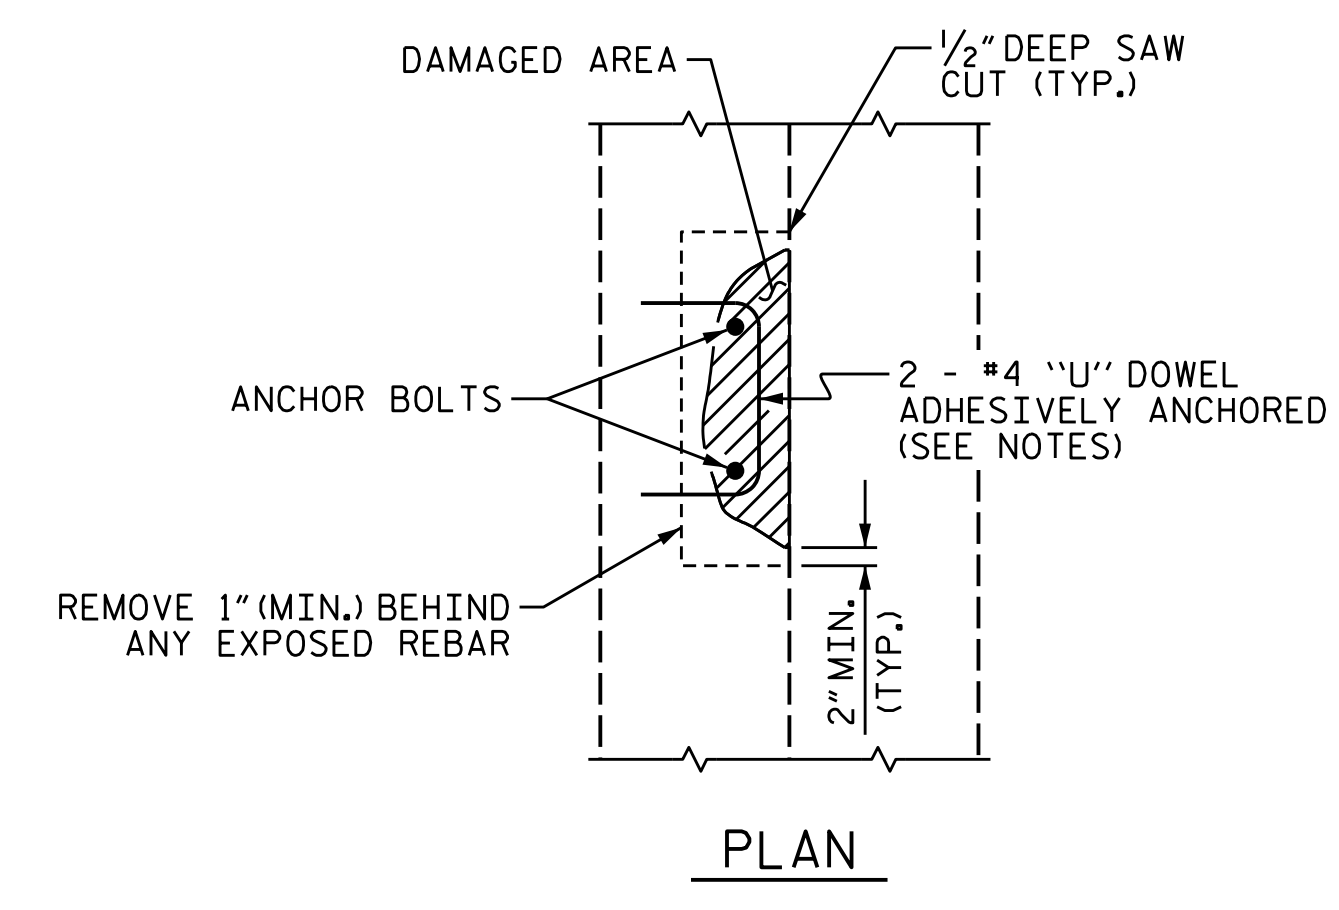 DAMAGED AREA
1/2" DEEP SAW
CUT (TYP.)
ANCHOR BOLTS
2 - #4 "U" DOWEL
ADHESIVELY ANCHORED
(SEE NOTES)
REMOVE 1" (MIN.) BEHIND
ANY EXPOSED REBAR
2" MIN.
(TYP.)
PLAN